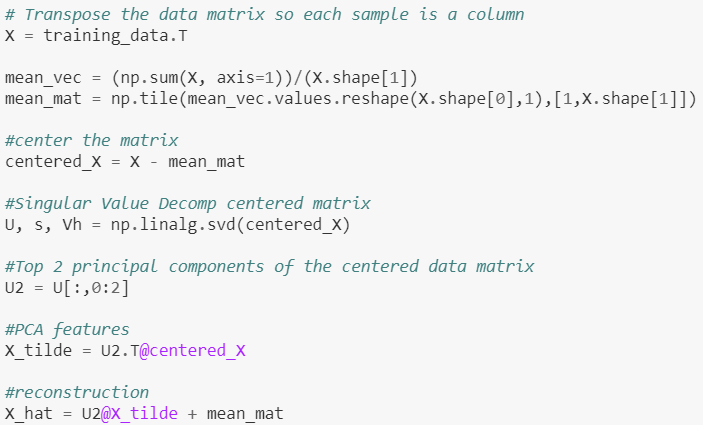 # Transpose the data matrix so each sample is a column
X = training_data.T
mean_vec = (np.sum(X, axis=1))/(X.shape[1])
mean_mat = np.tile(mean_vec.values.reshape(X.shape[0],1),[1,X.shape[1]])
#center the matrix
centered_X = X - mean_mat
#Singular Value Decomp centered matrix
U, s, Vh = np.linalg.svd(centered_X)
#Top 2 principal components of the centered data matrix
U2 = U[:,0:2]
#PCA features
X_tilde = U2.T@centered_X
#reconstruction
X_hat = U2@X_tilde + mean_mat